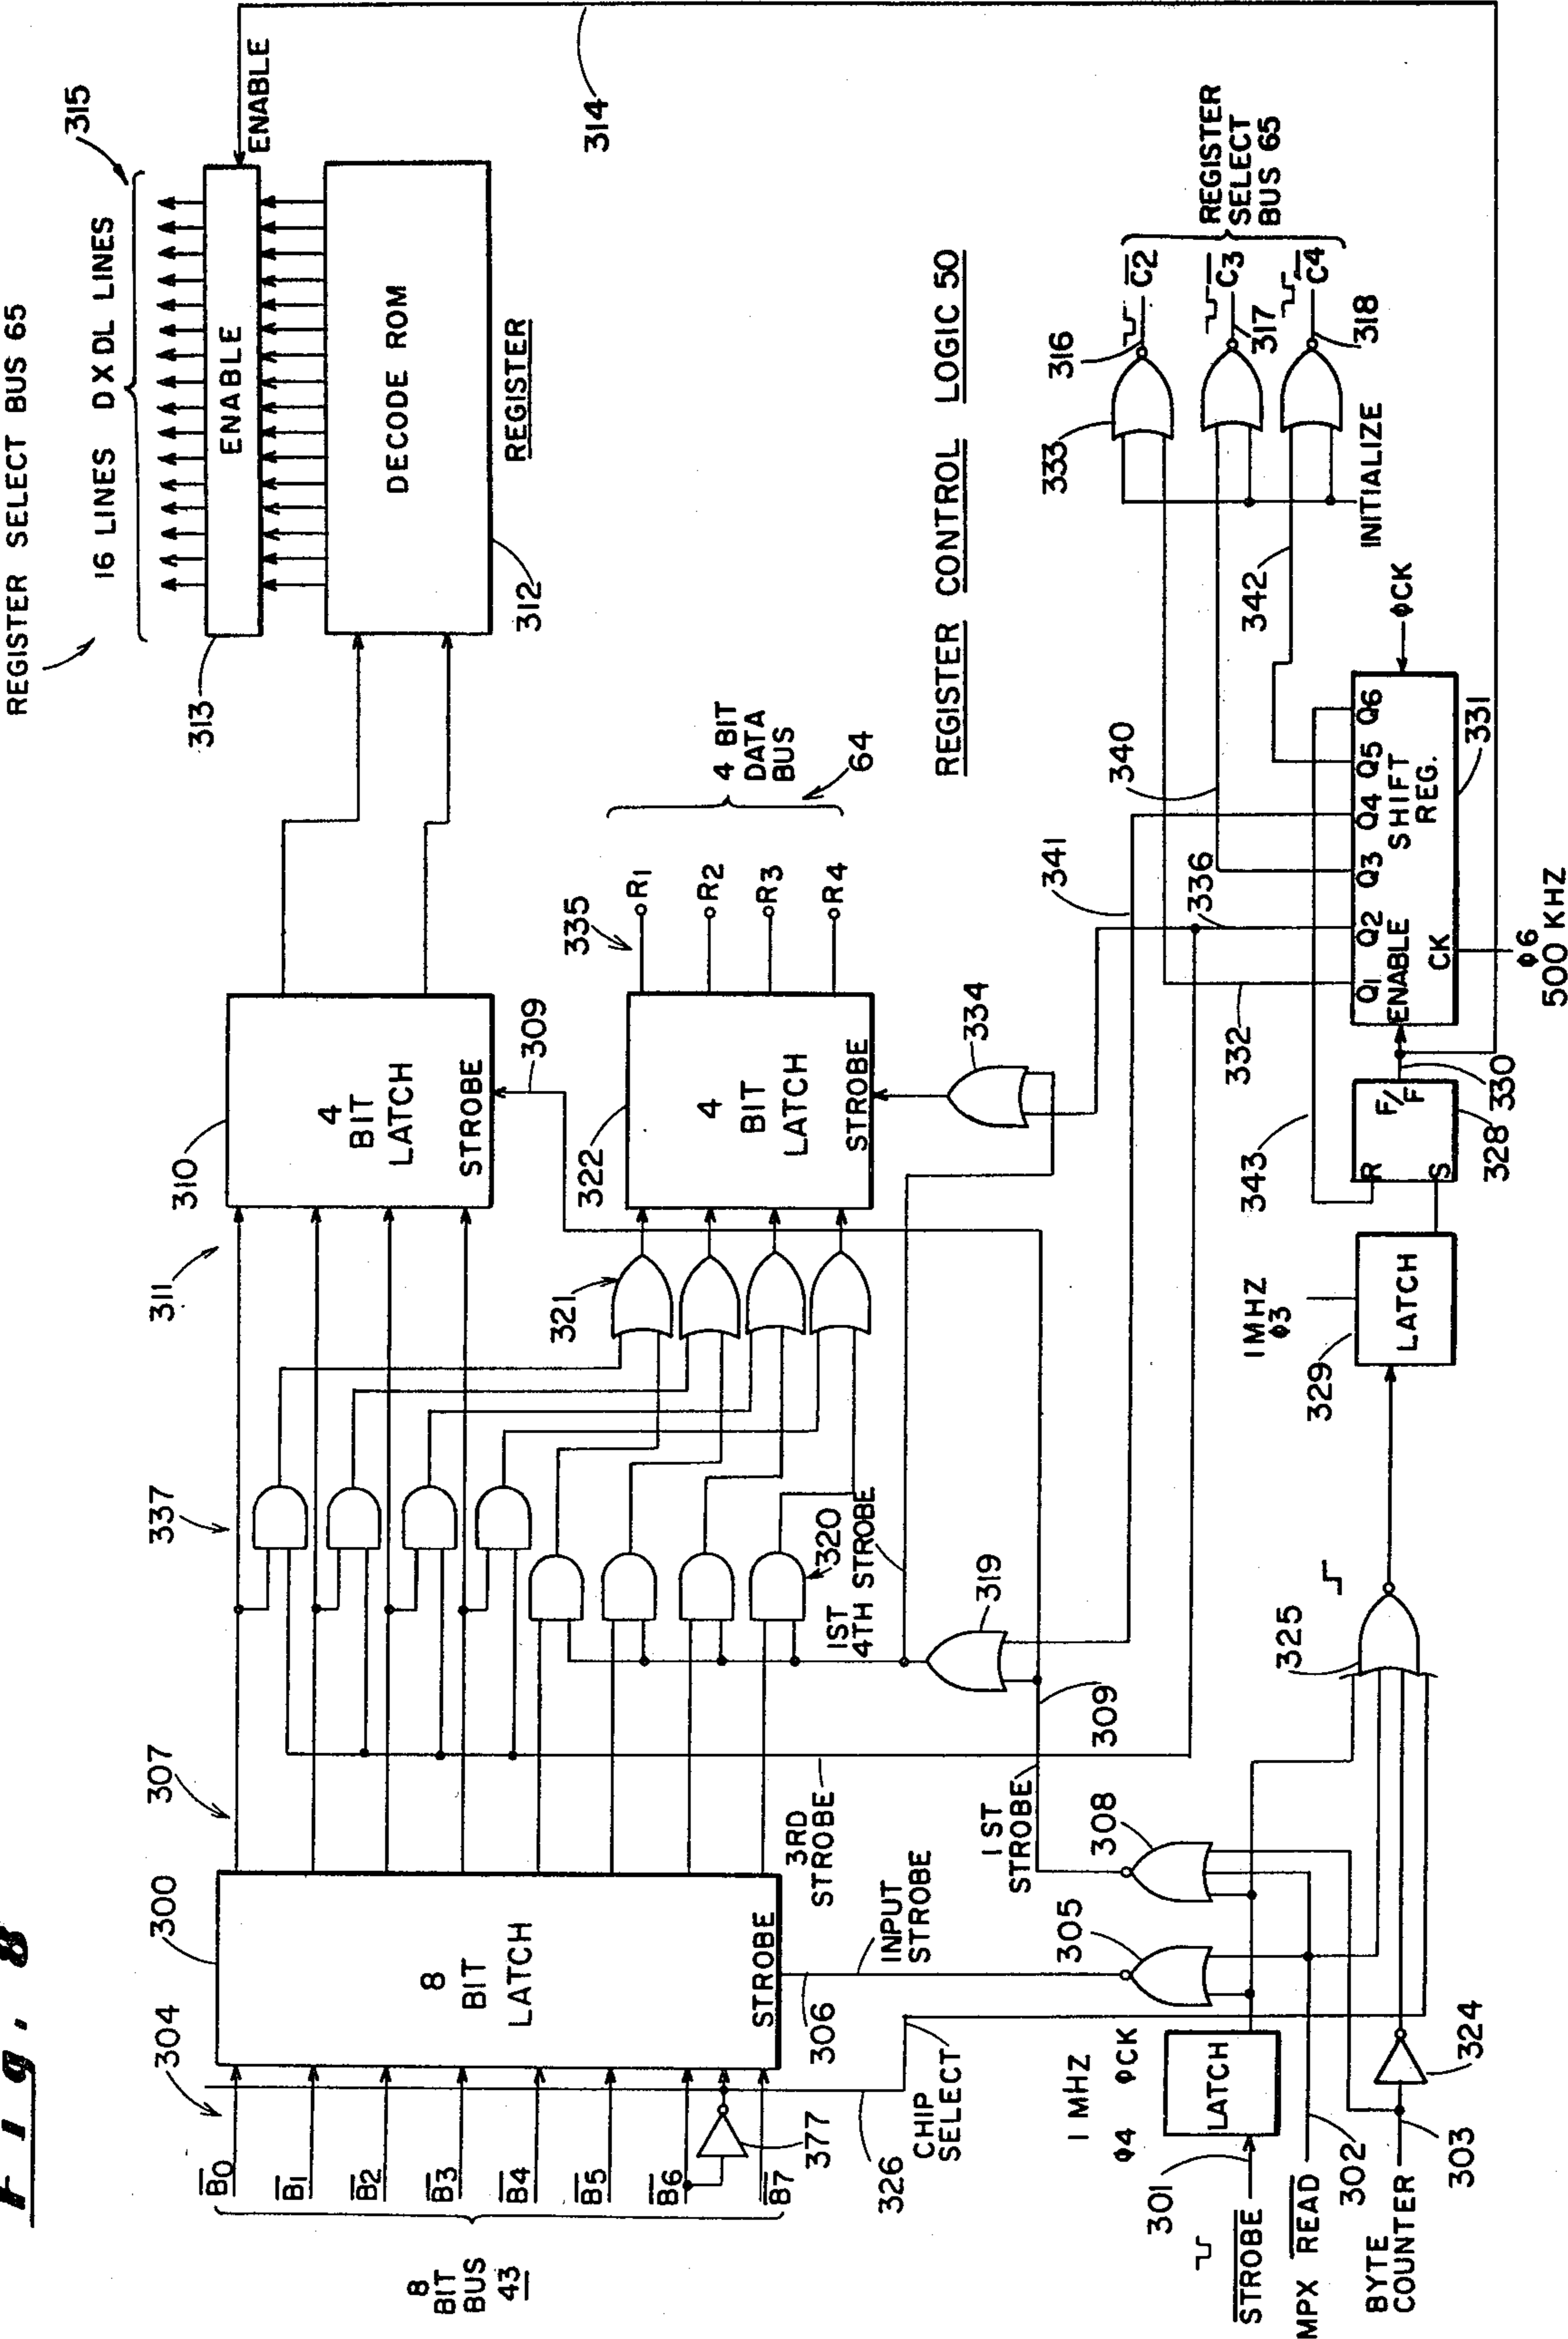 Fig. 8
REGISTER SELECT BUS 65
16 LINES D X DL LINES
315
ENABLE
ENABLE
313
DECODE ROM
312
REGISTER
314
8
BIT
BUS
43
304
B0
B1
B2
B3
B4
B5
B6
B7
377
326
CHIP
SELECT
300
8
BIT
LATCH
STROBE
306
INPUT
STROBE
307
337
311
310
4
BIT
LATCH
STROBE
309
3RD
STROBE
320
1ST
4TH STROBE
321
322
4
BIT
LATCH
STROBE
335
R1
R2
R3
R4
4 BIT
DATA
BUS
64
334
319
309
1ST
STROBE
308
305
REGISTER CONTROL LOGIC 50
341
340
336
332
342
343
333
316
C2
C3
317
C4
318
REGISTER
SELECT
BUS 65
INITIALIZE
1 MHZ
Φ4 ΦCK
LATCH
301
STROBE
MPX READ
302
BYTE
COUNTER
303
324
325
1MHZ
Φ3
329
LATCH
R
S
F/F
328
330
Q1 Q2 Q3 Q4 Q5 Q6
ENABLE
SHIFT
REG.
CK
331
ΦCK
Φ6
500 KHZ